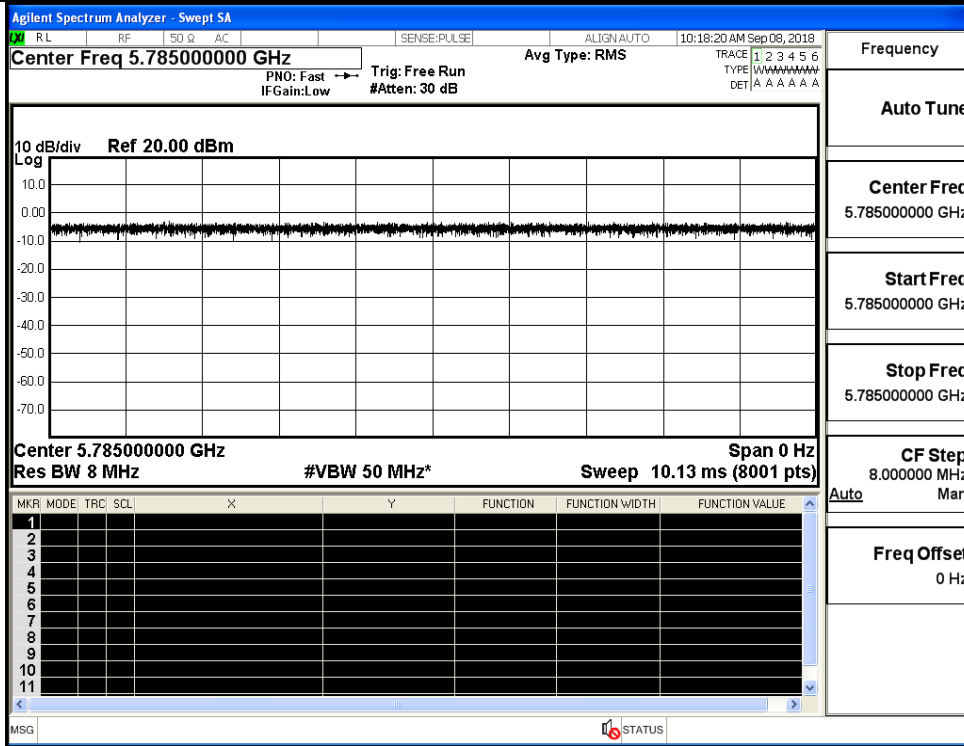 Agilent Spectrum Analyzer - Swept SA
LXI RL RF 50 Ω AC SENSE:PULSE ALIGN AUTO 10:18:20 AM Sep 08, 2018
Center Freq 5.785000000 GHz Avg Type: RMS TRACE 1 2 3 4 5 6
PNO: Fast Trig: Free Run TYPE WWWWWW
IFGain:Low #Atten: 30 dB DET A A A A A A
10 dB/div Ref 20.00 dBm
Log
10.0
0.00
-10.0
-20.0
-30.0
-40.0
-50.0
-60.0
-70.0
Center 5.785000000 GHz Span 0 Hz
Res BW 8 MHz #VBW 50 MHz* Sweep 10.13 ms (8001 pts)
MKR MODE TRC SCL X Y FUNCTION FUNCTION WIDTH FUNCTION VALUE
1
2
3
4
5
6
7
8
9
10
11
MSG STATUS
Frequency
Auto Tune
Center Freq
5.785000000 GHz
Start Freq
5.785000000 GHz
Stop Freq
5.785000000 GHz
CF Step
8.000000 MHz
Auto Man
Freq Offset
0 Hz